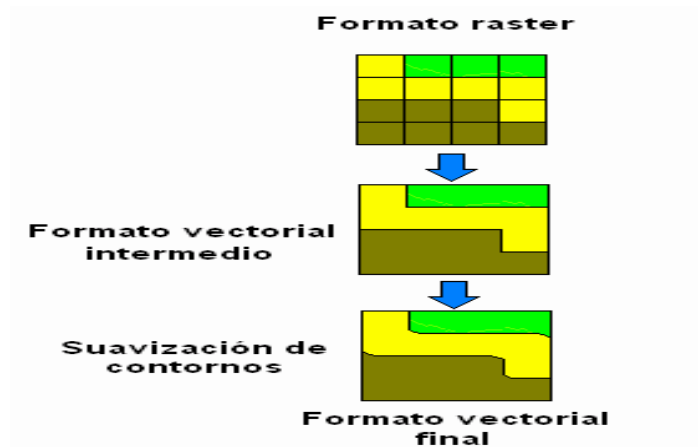 Formato raster
Formato vectorial
intermedio
Suavización de
contornos
Formato vectorial
final